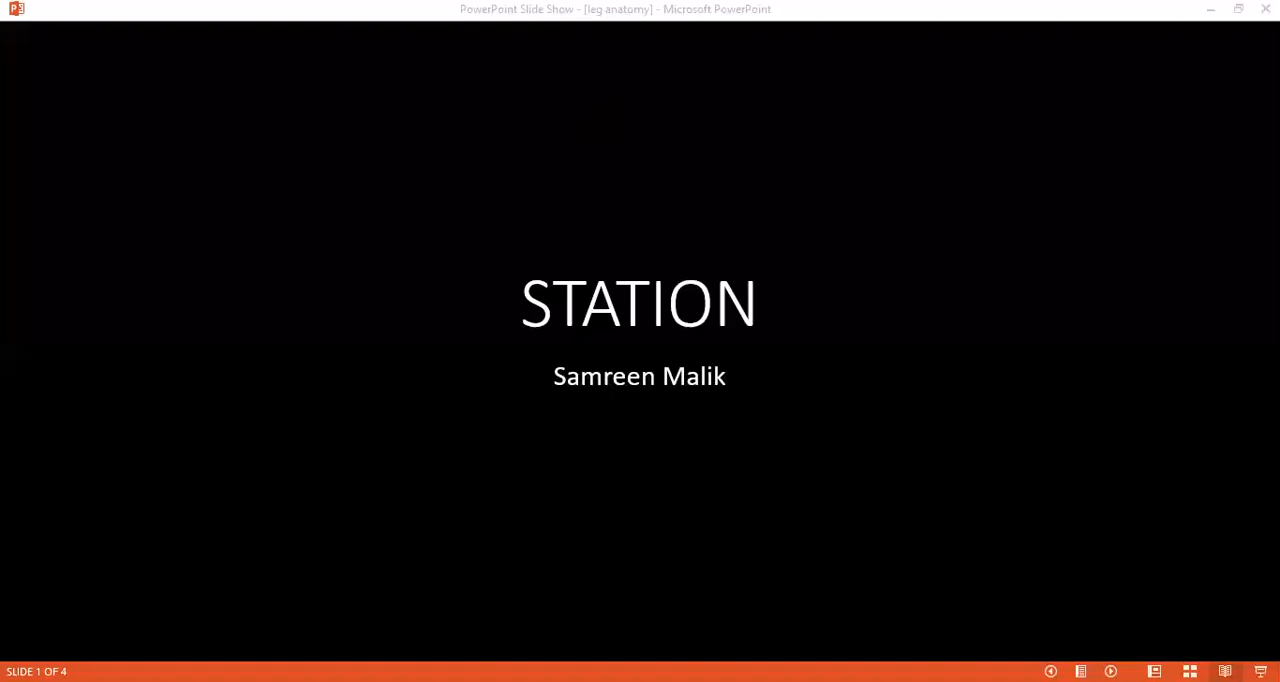 PowerPoint Slide Show - [leg anatomy] - Microsoft PowerPoint
STATION
Samreen Malik
SLIDE 1 OF 4